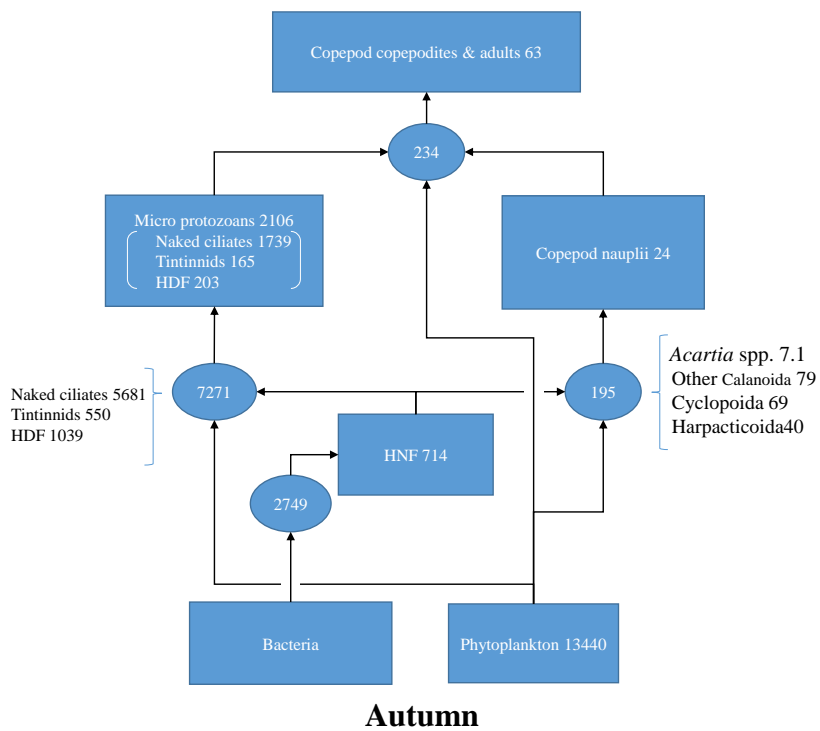 Copepod copepodites & adults 63
234
Micro protozoans 2106
Naked ciliates 1739
Tintinnids 165
HDF 203
Copepod nauplii 24
Naked ciliates 5681
Tintinnids 550
HDF 1039
7271
195
Acartia spp. 7.1
Other Calanoida 79
Cyclopoida 69
Harpacticoida40
HNF 714
2749
Bacteria
Phytoplankton 13440
Autumn